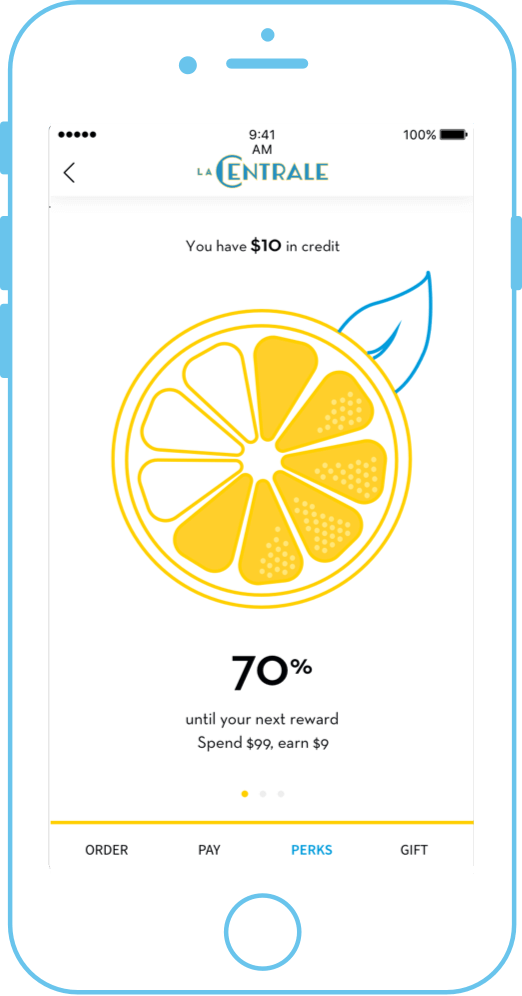 9:41
AM
100%
LA CENTRALE
You have $10 in credit
70%
until your next reward
Spend $99, earn $9
ORDER PAY PERKS GIFT